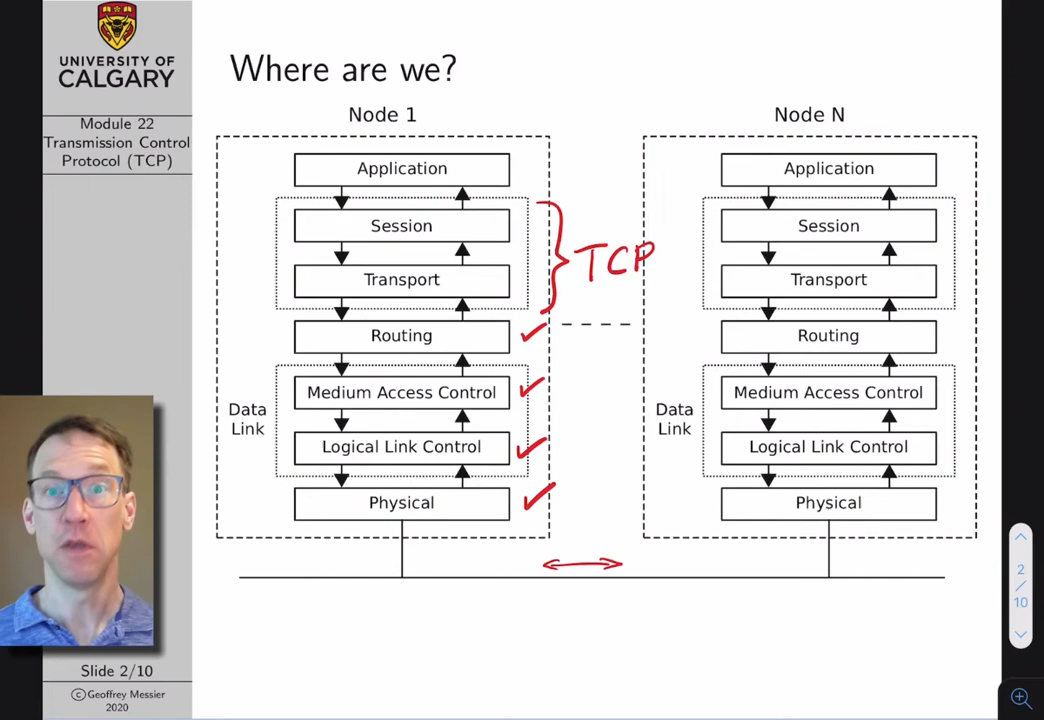 UNIVERSITY OF
CALGARY
Module 22
Transmission Control
Protocol (TCP)
Where are we?
Node 1
Application
Session
Transport
Routing
Medium Access Control
Logical Link Control
Physical
Data
Link
TCP
Node N
Application
Session
Transport
Routing
Medium Access Control
Logical Link Control
Physical
Data
Link
2
/
10
Slide 2/10
© Geoffrey Messier
2020